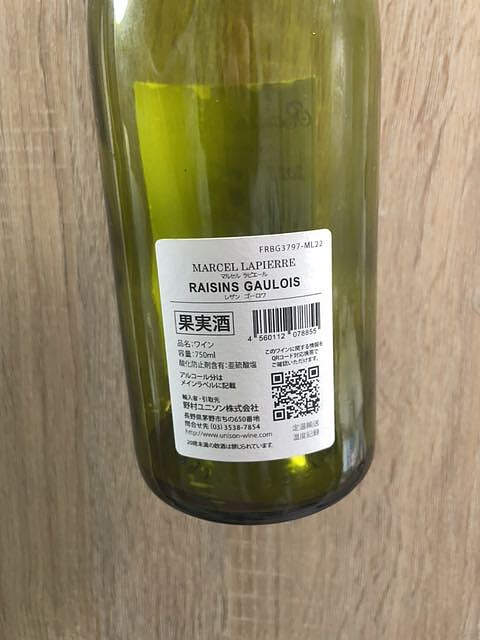 FRBG3797-ML22
MARCEL LAPIERRE
マルセル ラピエール
RAISINS GAULOIS
レザン ゴーロワ
果実酒
4 560112 078855
品名:ワイン
容量:750ml
酸化防止剤含有:亜硫酸塩
アルコール分は
メインラベルに記載
このワインに関する情報を
QRコード対応携帯で
ご確認いただけます。
輸入者・引取先
野村ユニソン株式会社
長野県茅野市ちの650番地
問合せ先 (03) 3538-7854
http://www.unison-wine.com
定温輸送
温度記録
20歳未満の飲酒は禁じられています。